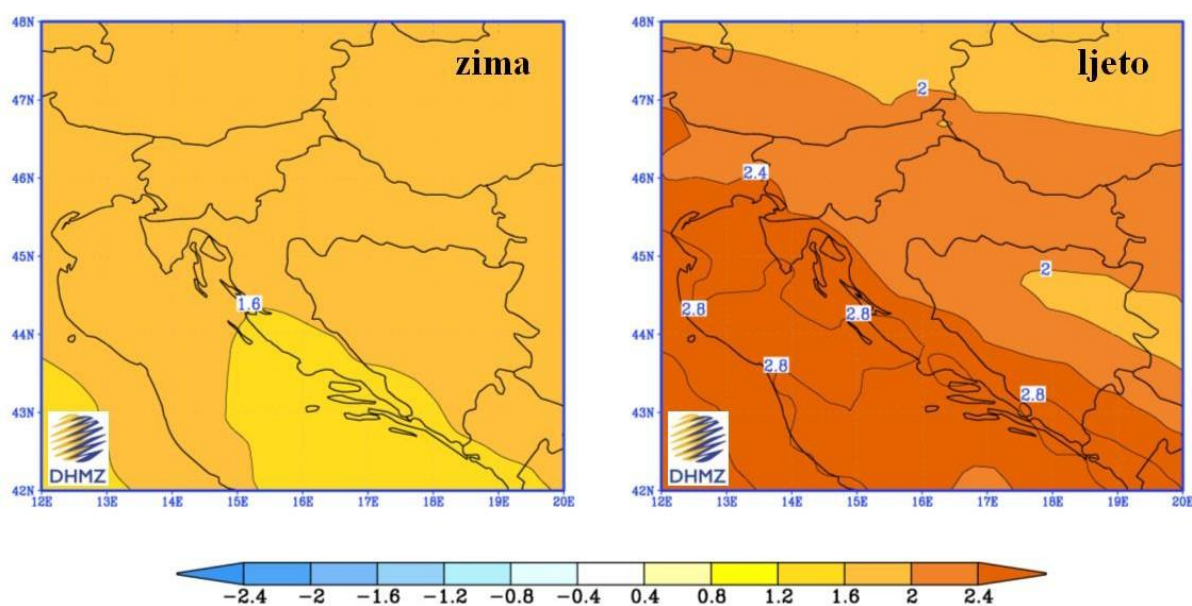 zima
ljeto
48N
47N
46N
45N
44N
43N
42N
12E 13E 14E 15E 16E 17E 18E 19E 20E
1.6
DHMZ
48N
47N
46N
45N
44N
43N
42N
12E 13E 14E 15E 16E 17E 18E 19E 20E
2
2.4
2
2.8
2.8
2.8
2.8
DHMZ
-2.4 -2 -1.6 -1.2 -0.8 -0.4 0.4 0.8 1.2 1.6 2 2.4